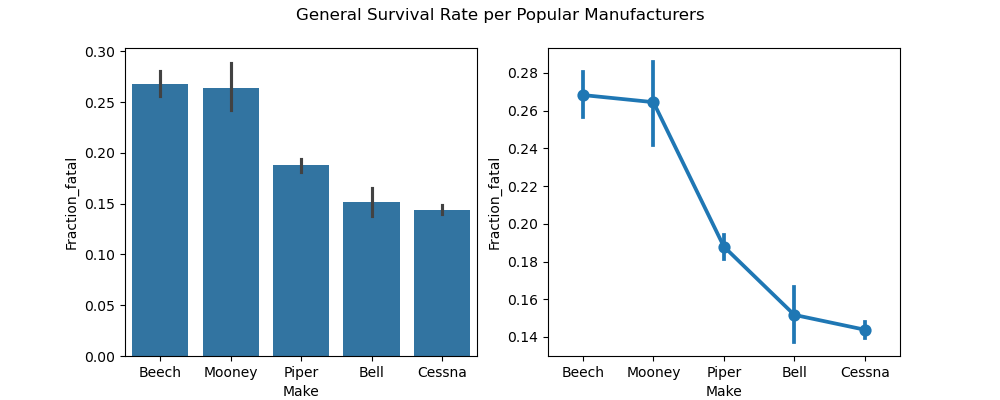 General Survival Rate per Popular Manufacturers
0.30
0.25
0.20
0.15
0.10
0.05
0.00
Fraction_fatal
Beech Mooney Piper Bell Cessna
Make
0.28
0.26
0.24
0.22
0.20
0.18
0.16
0.14
Fraction_fatal
Beech Mooney Piper Bell Cessna
Make